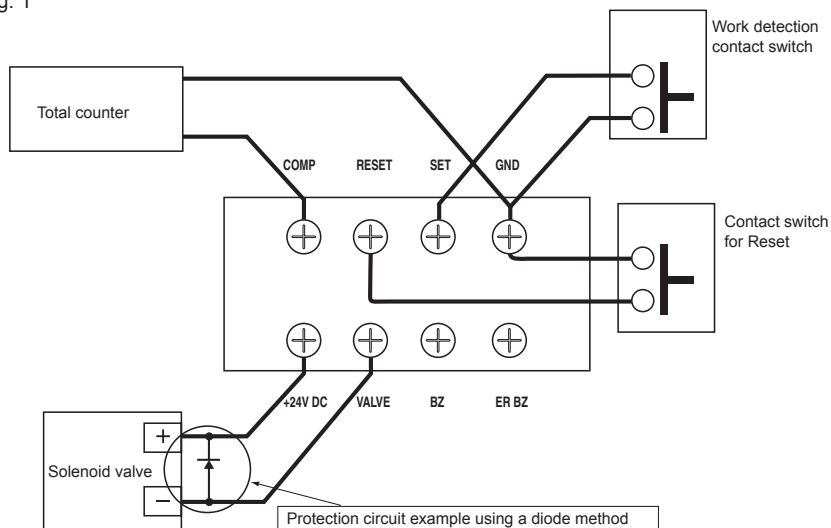 Work detection
contact switch
Total counter
COMP RESET SET GND
Contact switch
for Reset
+24V DC VALVE BZ ER BZ
+
Solenoid valve
−
Protection circuit example using a diode method